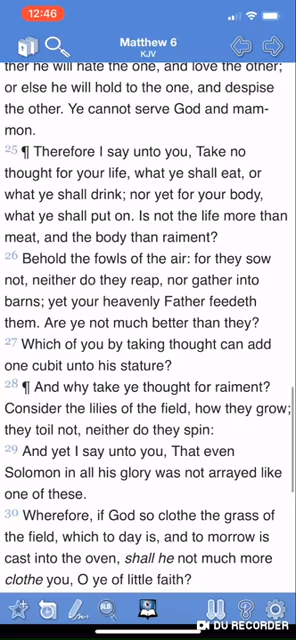 12:46
Matthew 6
KJV
ther he will hate the one, and love the other;
or else he will hold to the one, and despise
the other. Ye cannot serve God and mam-
mon.
25 ¶ Therefore I say unto you, Take no
thought for your life, what ye shall eat, or
what ye shall drink; nor yet for your body,
what ye shall put on. Is not the life more than
meat, and the body than raiment?
26 Behold the fowls of the air: for they sow
not, neither do they reap, nor gather into
barns; yet your heavenly Father feedeth
them. Are ye not much better than they?
27 Which of you by taking thought can add
one cubit unto his stature?
28 ¶ And why take ye thought for raiment?
Consider the lilies of the field, how they grow;
they toil not, neither do they spin:
29 And yet I say unto you, That even
Solomon in all his glory was not arrayed like
one of these.
30 Wherefore, if God so clothe the grass of
the field, which to day is, and to morrow is
cast into the oven, shall he not much more
clothe you, O ye of little faith?
SLB
DU RECORDER